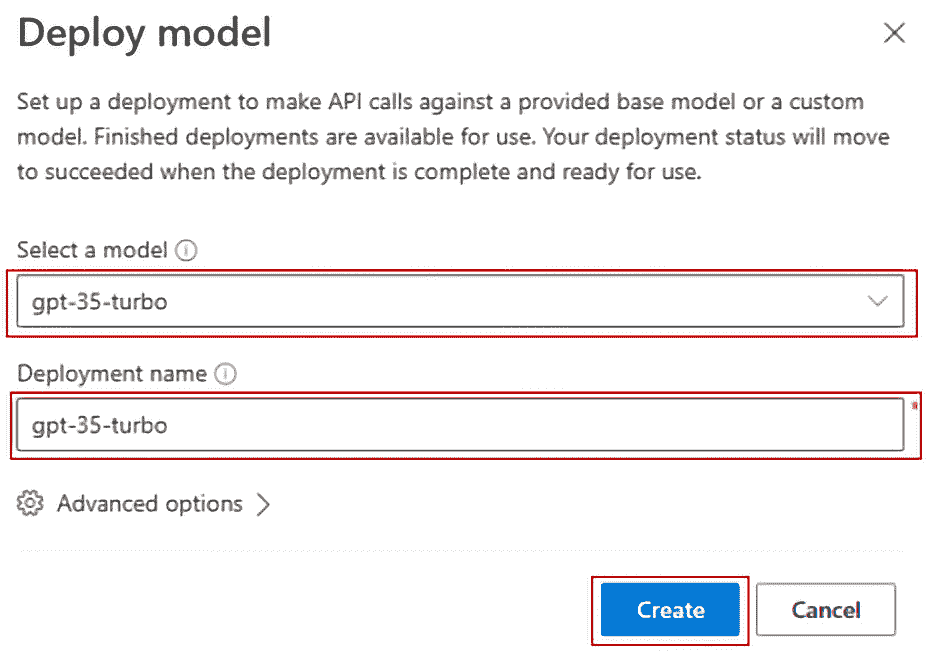 Deploy model
Set up a deployment to make API calls against a provided base model or a custom
model. Finished deployments are available for use. Your deployment status will move
to succeeded when the deployment is complete and ready for use.
Select a model
gpt-35-turbo
Deployment name
gpt-35-turbo
Advanced options
Create
Cancel